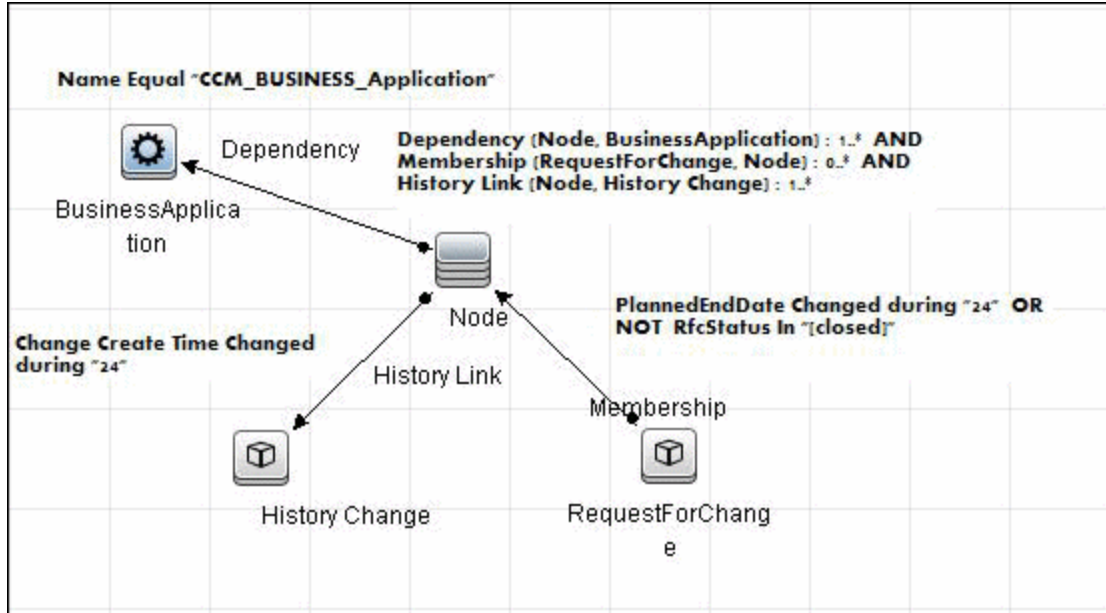 Name Equal "CCM_BUSINESS_Application"
Dependency
Dependency (Node, BusinessApplication) : 1..* AND
Membership (RequestForChange, Node) : 0..* AND
History Link (Node, History Change) : 1..*
BusinessApplica
tion
Node
PlannedEndDate Changed during "24" OR
NOT RfcStatus In "[closed]"
Change Create Time Changed
during "24"
History Link
Membership
History Change
RequestForChang
e